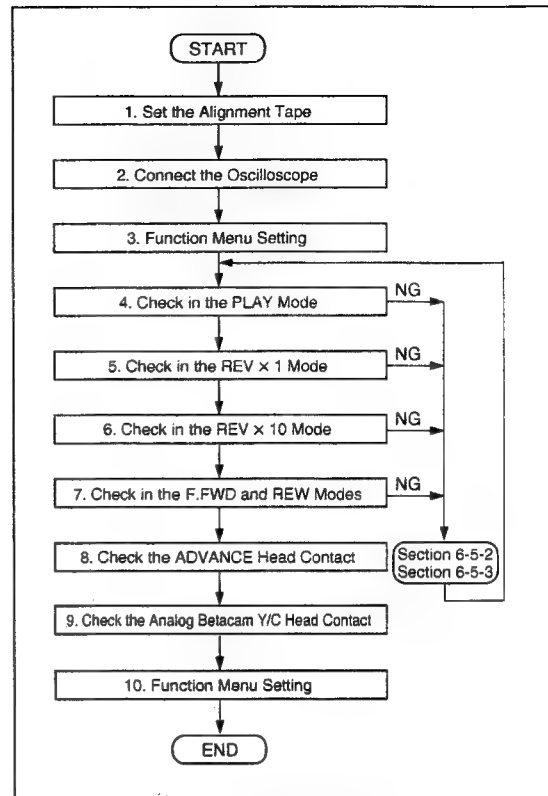 START
1. Set the Alignment Tape
2. Connect the Oscilloscope
3. Function Menu Setting
4. Check in the PLAY Mode
NG
5. Check in the REV × 1 Mode
NG
6. Check in the REV × 10 Mode
NG
7. Check in the F.FWD and REW Modes
NG
8. Check the ADVANCE Head Contact
Section 6-5-2
Section 6-5-3
9. Check the Analog Betacam Y/C Head Contact
10. Function Menu Setting
END